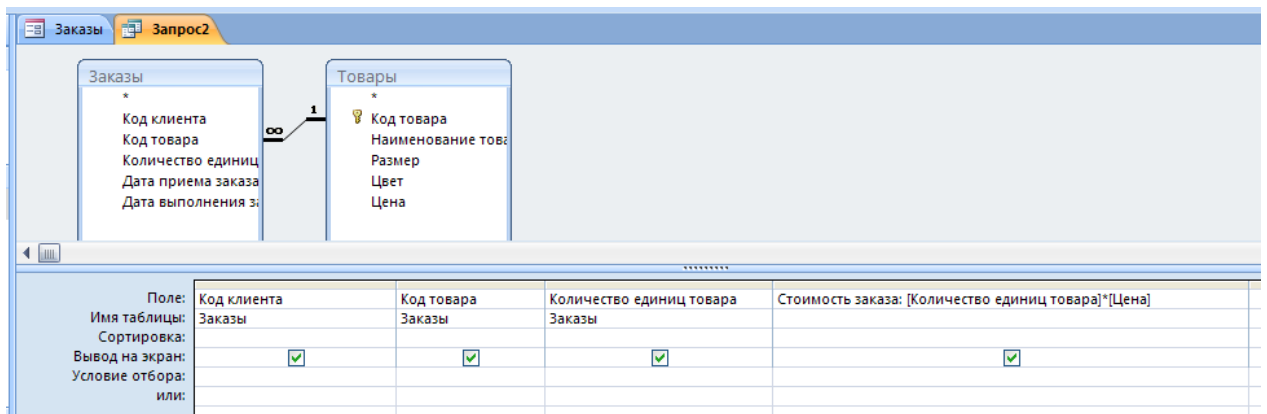 Заказы Запрос2
Заказы
*
Код клиента
Код товара
Количество единиц
Дата приема заказа
Дата выполнения за
∞ 1
Товары
*
Код товара
Наименование това
Размер
Цвет
Цена
Поле: Код клиента Код товара Количество единиц товара Стоимость заказа: [Количество единиц товара]*[Цена]
Имя таблицы: Заказы Заказы Заказы
Сортировка:
Вывод на экран:
Условие отбора:
или: